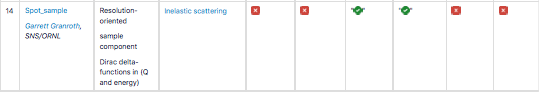 14
Spot_sample
Garrett Granroth,
SNS/ORNL
Resolution-
oriented
sample
component
Dirac delta-
functions in (Q
and energy)
Inelastic scattering